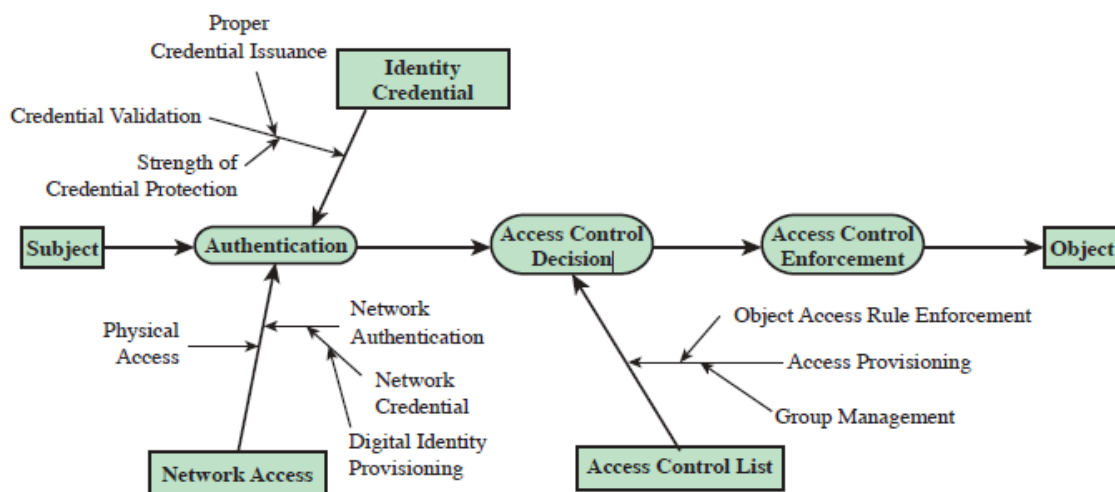 Proper
Credential Issuance
Identity
Credential
Credential Validation
Strength of
Credential Protection
Subject
Authentication
Access Control
Decision
Access Control
Enforcement
Object
Physical
Access
Network
Authentication
Network
Credential
Digital Identity
Provisioning
Network Access
Object Access Rule Enforcement
Access Provisioning
Group Management
Access Control List